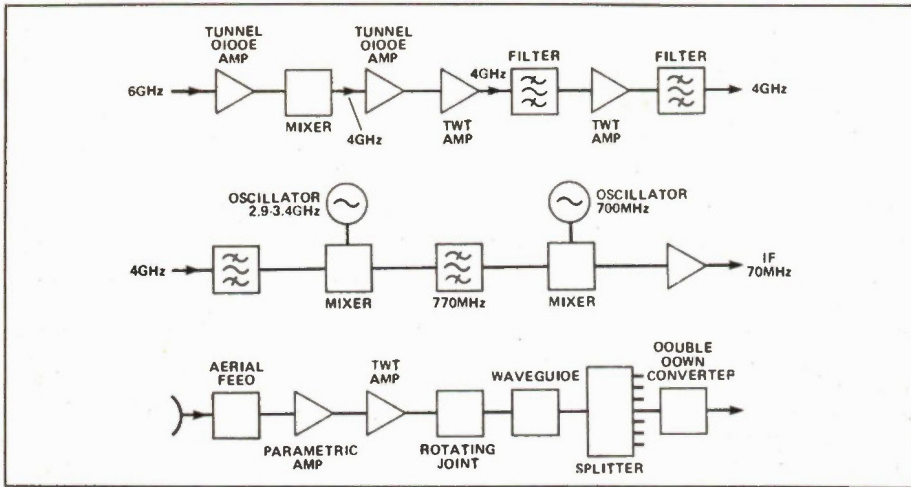 TUNNEL
OIOOE
AMP
TUNNEL
OIOOE
AMP
4GHz
FILTER
FILTER
6GHz
4GHz
MIXER
4GHz
TWT
AMP
TWT
AMP
OSCILLATOR
2.9-3.4GHz
OSCILLATOR
700MHz
4GHz
IF
70MHz
MIXER
770MHz
MIXER
AERIAL
FEEO
TWT
AMP
WAVEGUIOE
OOUBLE
OOWN
CONVERTEP
PARAMETRIC
AMP
ROTATING
JOINT
SPLITTER